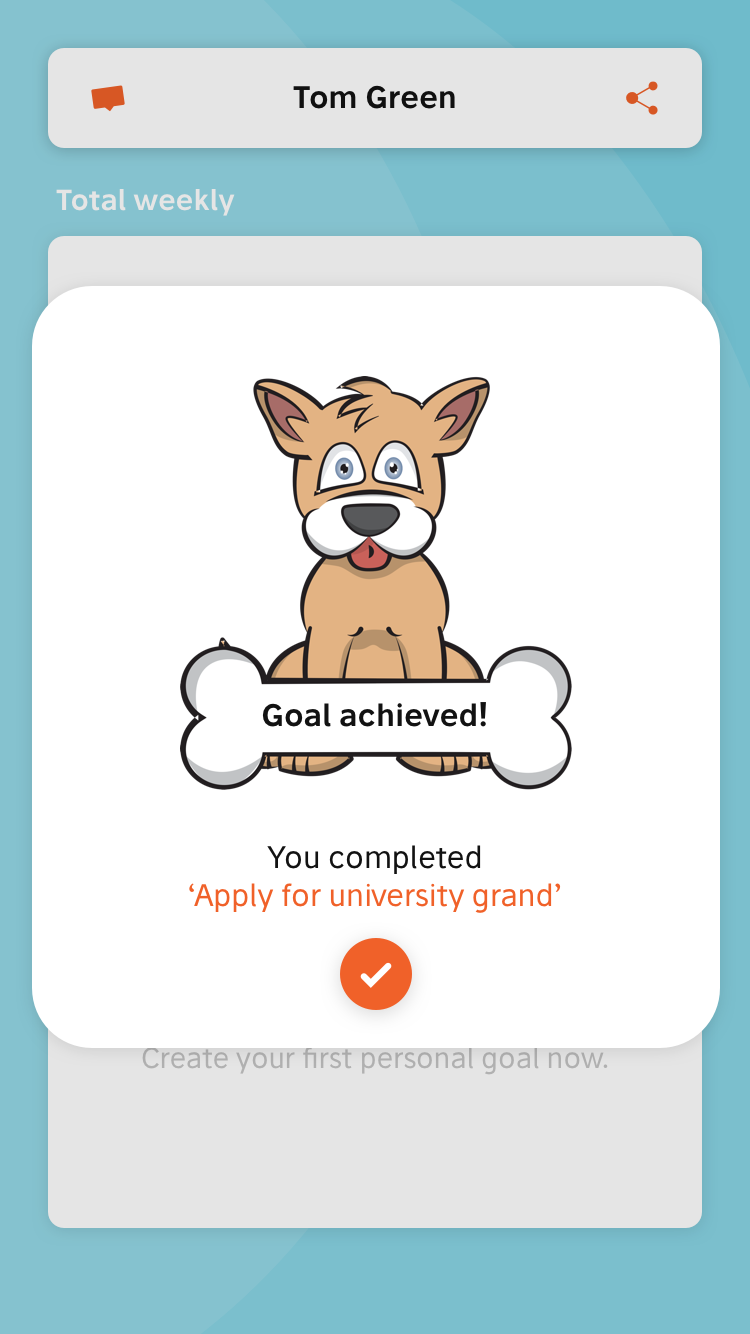 Tom Green
Total weekly
Goal achieved!
You completed
‘Apply for university grand’
Create your first personal goal now.